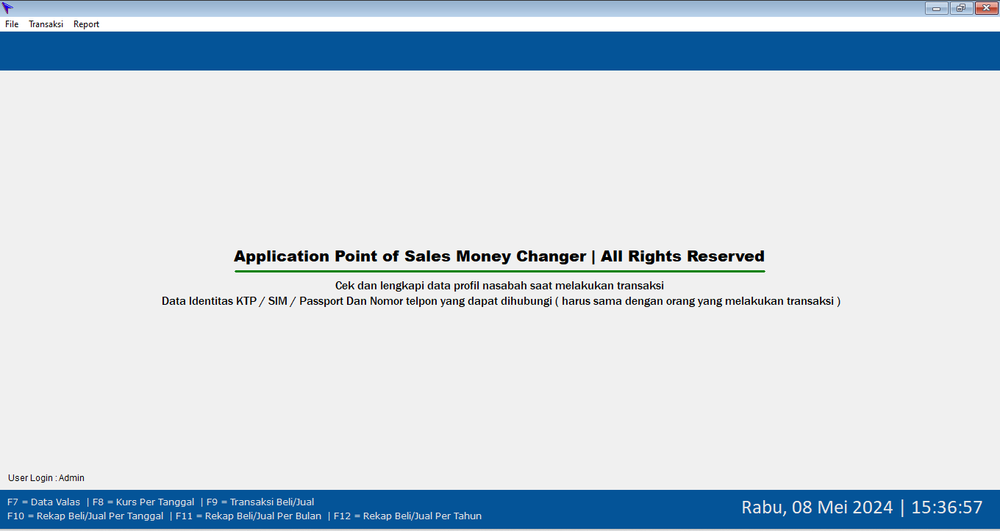 File Transaksi Report
Application Point of Sales Money Changer | All Rights Reserved
Cek dan lengkapi data profil nasabah saat melakukan transaksi
Data Identitas KTP / SIM / Passport Dan Nomor telpon yang dapat dihubungi ( harus sama dengan orang yang melakukan transaksi )
User Login : Admin
F7 = Data Valas | F8 = Kurs Per Tanggal | F9 = Transaksi Beli/Jual
F10 = Rekap Beli/Jual Per Tanggal | F11 = Rekap Beli/Jual Per Bulan | F12 = Rekap Beli/Jual Per Tahun
Rabu, 08 Mei 2024 | 15:36:57